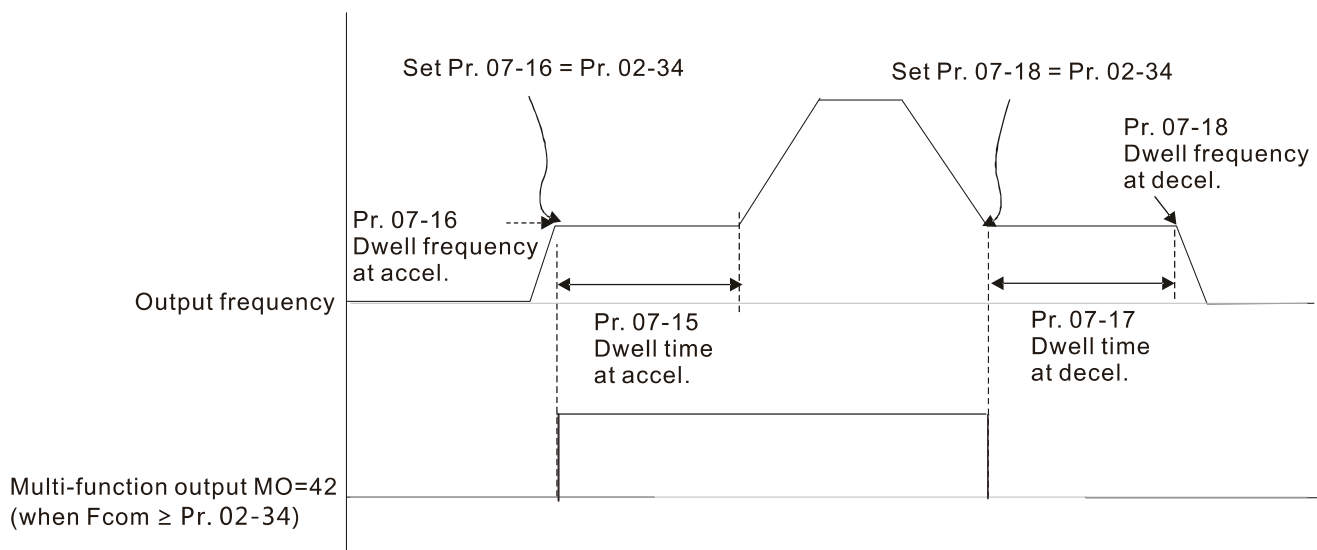 Set Pr. 07-16 = Pr. 02-34
Set Pr. 07-18 = Pr. 02-34
Pr. 07-18
Dwell frequency
at decel.
Pr. 07-16
Dwell frequency
at accel.
Output frequency
Pr. 07-15
Dwell time
at accel.
Pr. 07-17
Dwell time
at decel.
Multi-function output MO=42
(when Fcom ≥ Pr. 02-34)